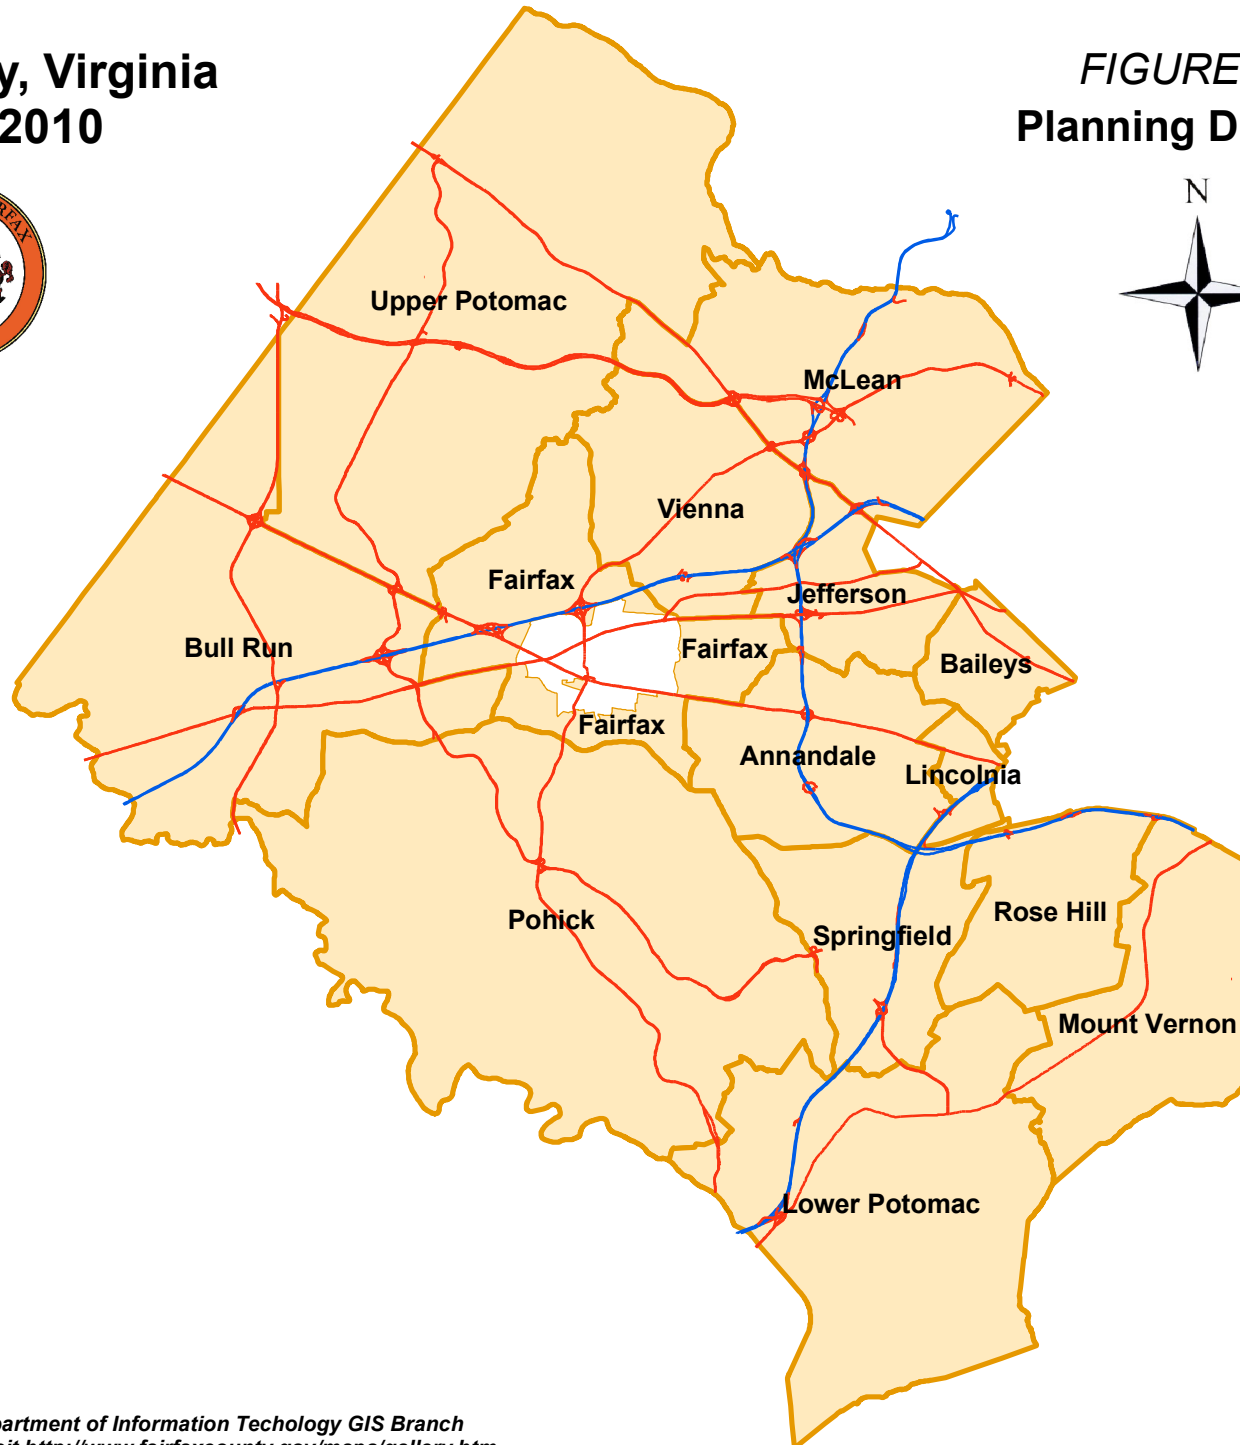 y, Virginia
2010
FIGURE
Planning D
N
Upper Potomac
McLean
Vienna
Fairfax
Jefferson
Bull Run
Fairfax
Baileys
Fairfax
Annandale
Lincolnia
Pohick
Rose Hill
Springfield
Mount Vernon
Lower Potomac
partment of Information Techology GIS Branch